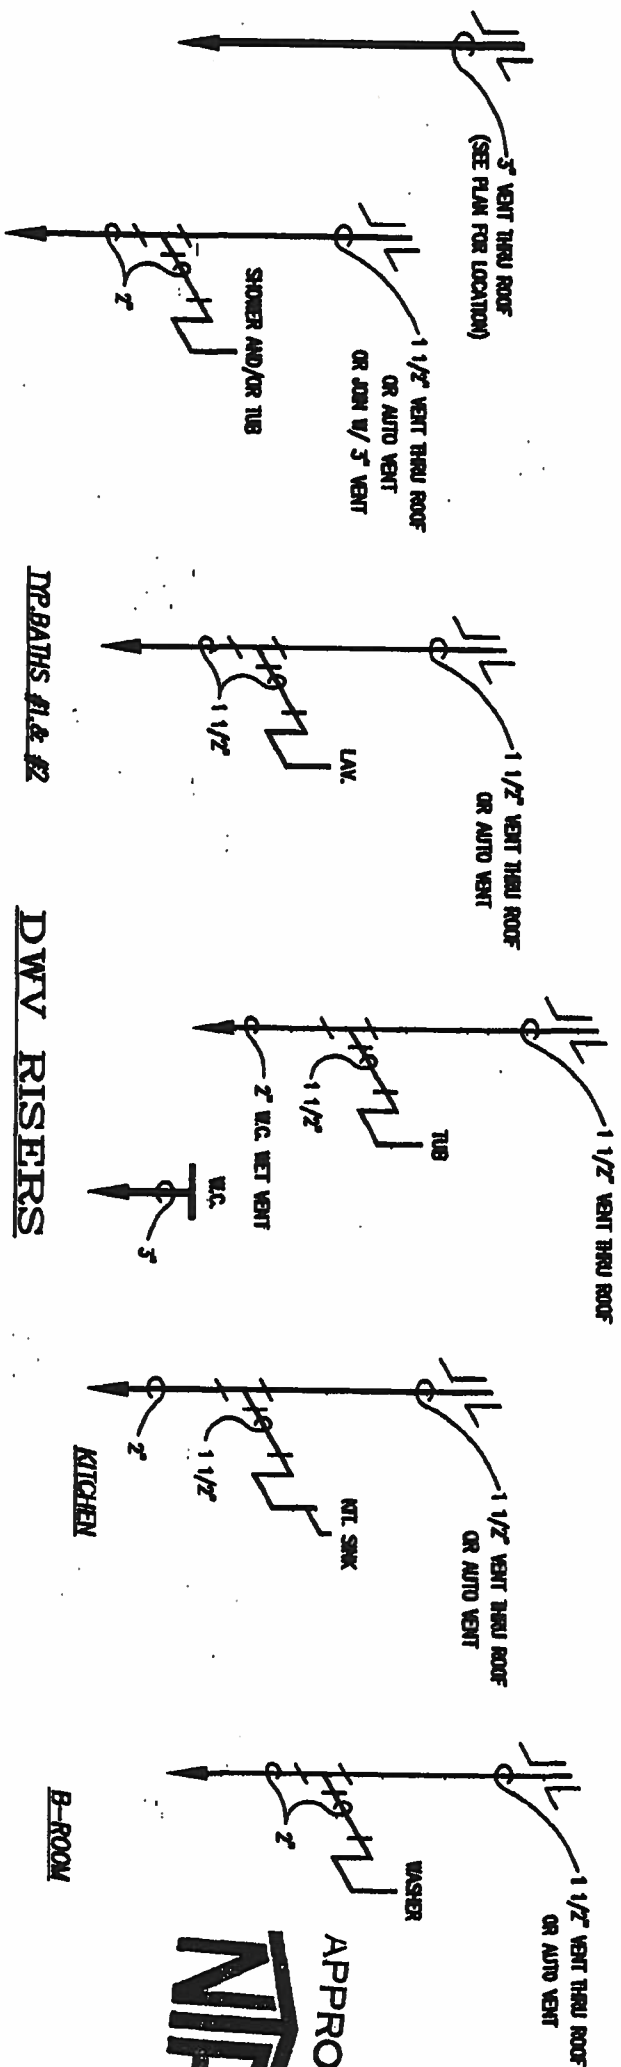 3" VENT THRU ROOF
(SEE PLAN FOR LOCATION)
1 1/2" VENT THRU ROOF
OR AUTO VENT
OR JOIN W/ 3" VENT
SHOWER AND/OR TUB
2"
1 1/2" VENT THRU ROOF
OR AUTO VENT
LAV.
1 1/2"
TYP.BATHS #1.& #2
1 1/2" VENT THRU ROOF
TUB
1 1/2"
2" W.C. WET VENT
W.C.
3"
1 1/2" VENT THRU ROOF
OR AUTO VENT
KIT. SINK
1 1/2"
2"
KITCHEN
1 1/2" VENT THRU ROOF
OR AUTO VENT
WASHER
2"
B-ROOM
DWV RISERS
APPRO